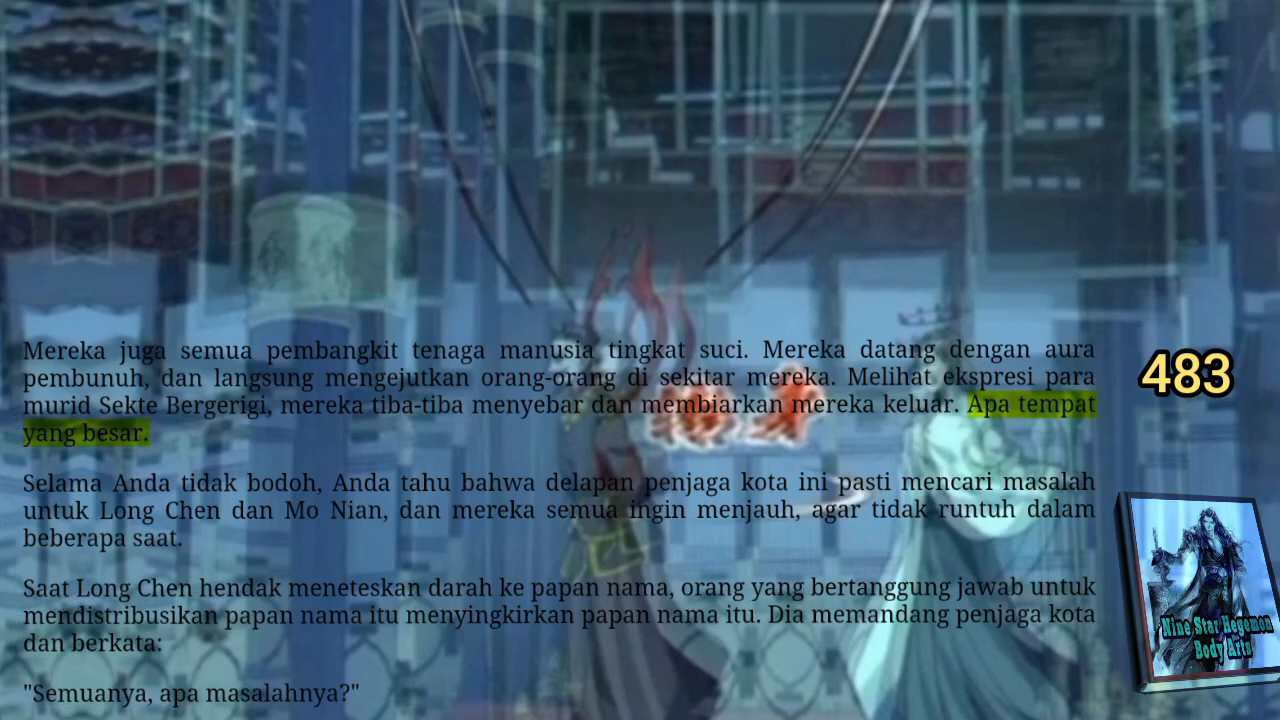 Mereka juga semua pembangkit tenaga manusia tingkat suci. Mereka datang dengan aura
pembunuh, dan langsung mengejutkan orang-orang di sekitar mereka. Melihat ekspresi para
murid Sekte Bergerigi, mereka tiba-tiba menyebar dan membiarkan mereka keluar. Apa tempat
yang besar.
Selama Anda tidak bodoh, Anda tahu bahwa delapan penjaga kota ini pasti mencari masalah
untuk Long Chen dan Mo Nian, dan mereka semua ingin menjauh, agar tidak runtuh dalam
beberapa saat.
Saat Long Chen hendak meneteskan darah ke papan nama, orang yang bertanggung jawab untuk
mendistribusikan papan nama itu menyingkirkan papan nama itu. Dia memandang penjaga kota
dan berkata:
"Semuanya, apa masalahnya?"
483
Nine Star Hegemon
Body Arts